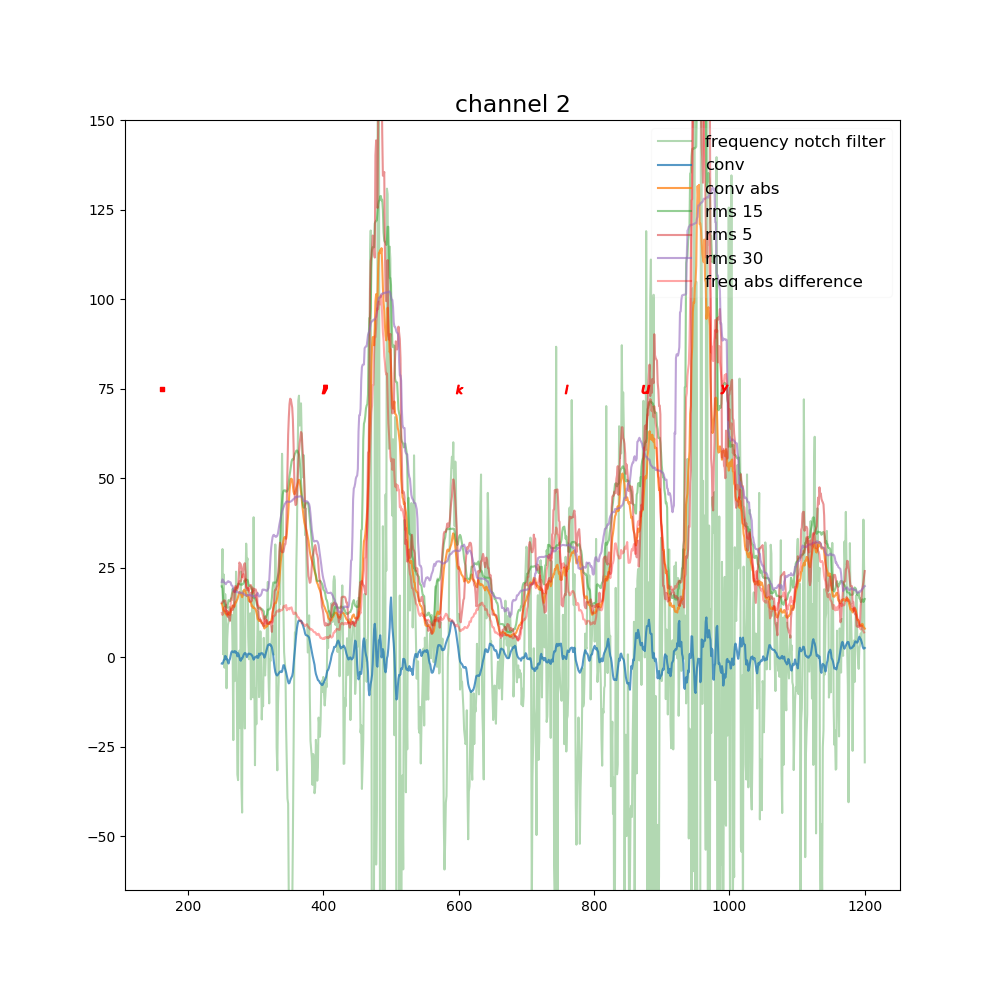 channel 2
150
125
100
75
50
25
0
−25
−50
frequency notch filter
conv
conv abs
rms 15
rms 5
rms 30
freq abs difference
k l u y
200 400 600 800 1000 1200